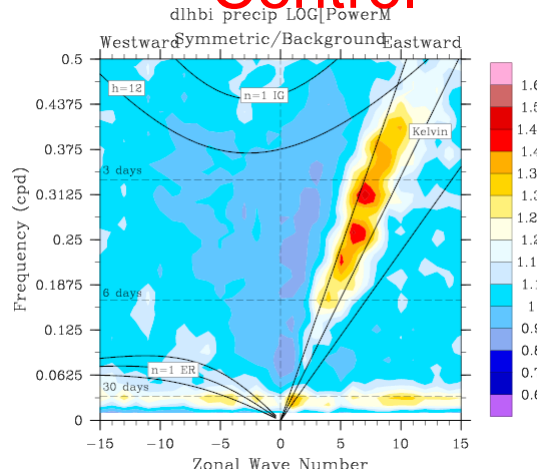 Control
dlhbi precip LOG[PowerM
Westward Symmetric/Background Eastward
0.5
0.4375
0.375
0.3125
0.25
0.1875
0.125
0.0625
0
Frequency (cpd)
h=12
n=1 IG
Kelvin
3 days
6 days
n=1 ER
30 days
−15 −10 −5 0 5 10 15
Zonal Wave Number
1.6
1.5
1.4
1.4
1.3
1.3
1.2
1.2
1.1
1.1
1
0.9
0.8
0.7
0.6